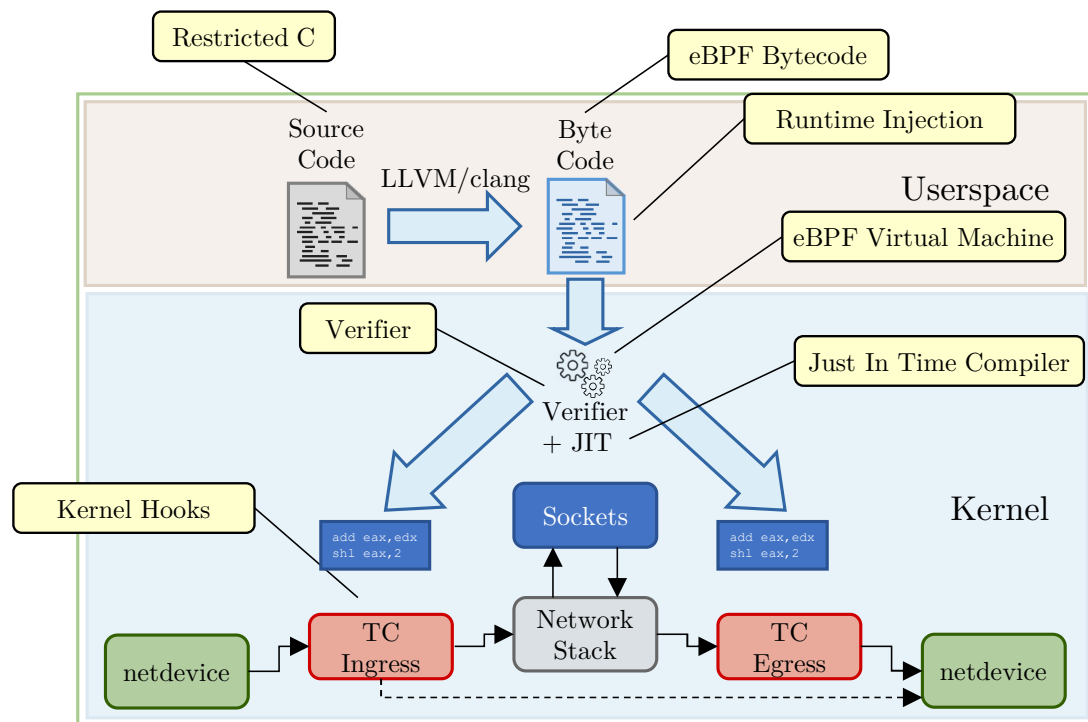 Restricted C
eBPF Bytecode
Runtime Injection
Source
Code
Byte
Code
LLVM/clang
Userspace
eBPF Virtual Machine
Verifier
Just In Time Compiler
Verifier
+ JIT
Kernel Hooks
Sockets
Kernel
add eax,edx
shl eax,2
add eax,edx
shl eax,2
netdevice
TC
Ingress
Network
Stack
TC
Egress
netdevice